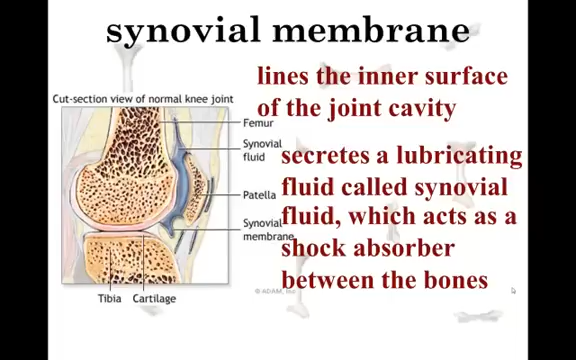 synovial membrane
lines the inner surface
of the joint cavity
secretes a lubricating
fluid called synovial
fluid, which acts as a
shock absorber
between the bones
Cut-section view of normal knee joint
Femur
Synovial
fluid
Patella
Synovial
membrane
Tibia
Cartilage
© ADAM,